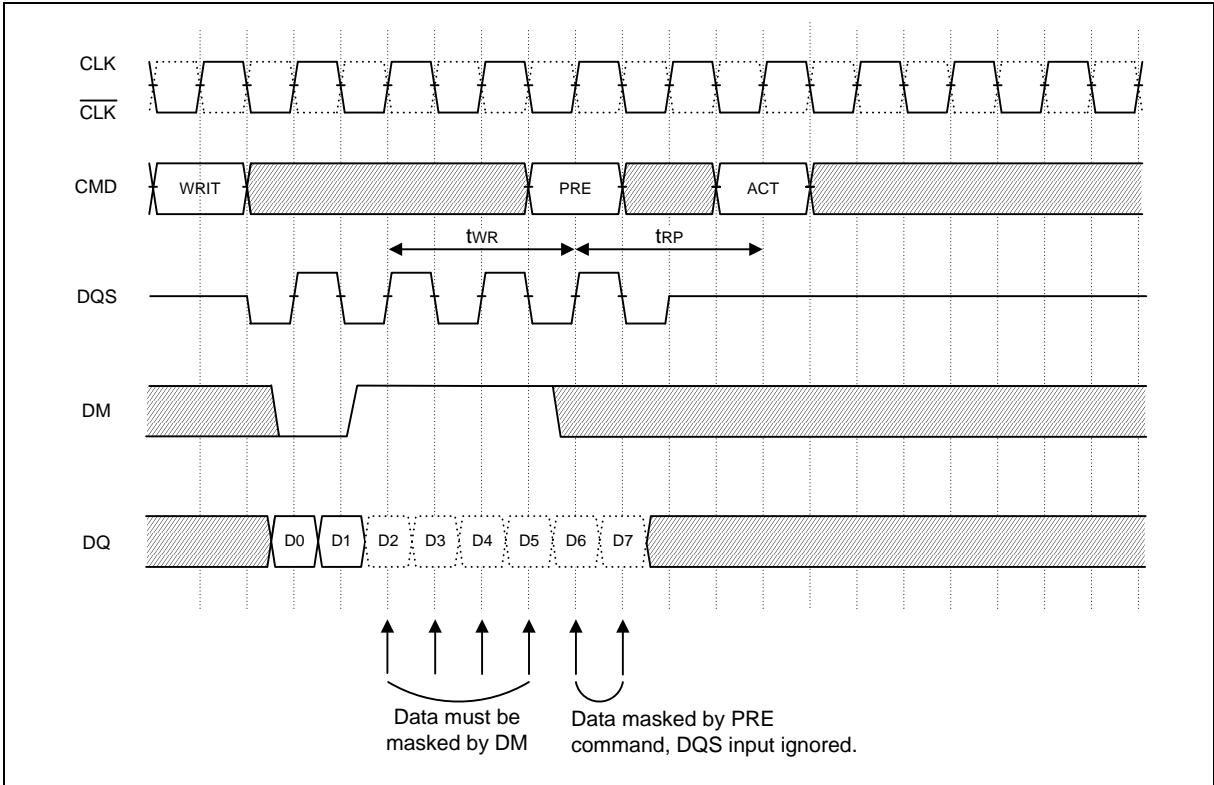 CLK
CLK
CMD WRIT PRE ACT
tWR tRP
DQS
DM
DQ D0 D1 D2 D3 D4 D5 D6 D7
Data must be Data masked by PRE
masked by DM command, DQS input ignored.